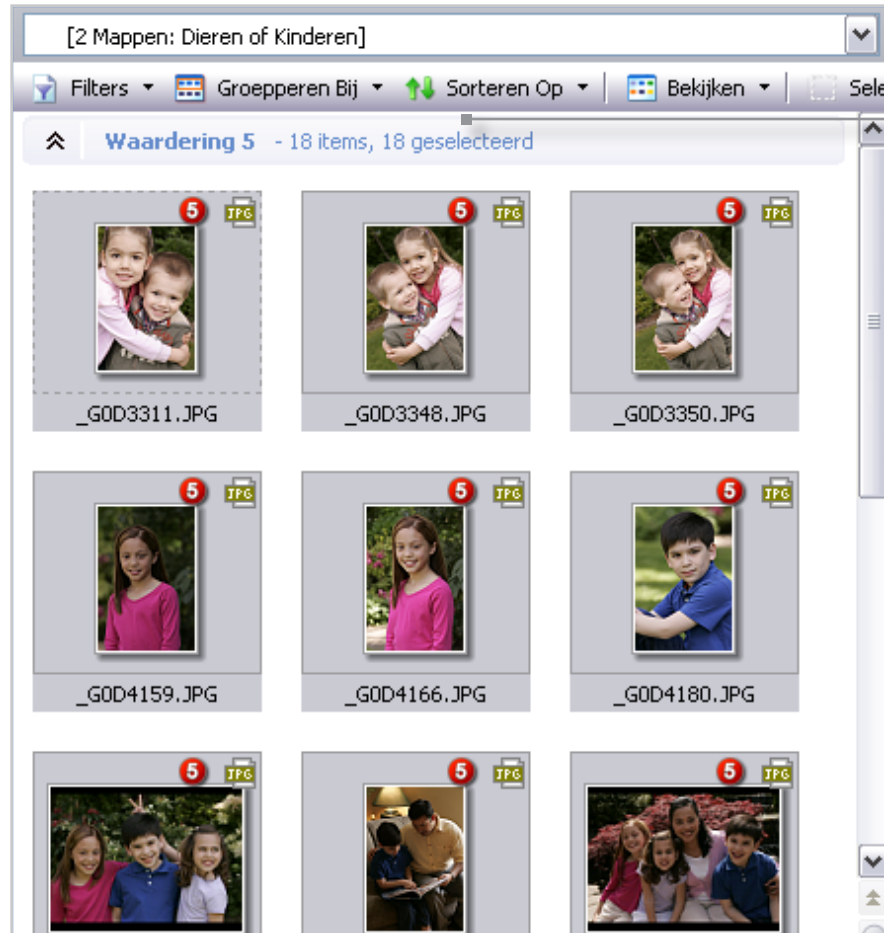 [2 Mappen: Dieren of Kinderen]
Filters Groepperen Bij Sorteren Op Bekijken Sele
Waardering 5 - 18 items, 18 geselecteerd
5 JPG 5 JPG 5 JPG
_G0D3311.JPG _G0D3348.JPG _G0D3350.JPG
5 JPG 5 JPG 5 JPG
_G0D4159.JPG _G0D4166.JPG _G0D4180.JPG
5 JPG 5 JPG 5 JPG